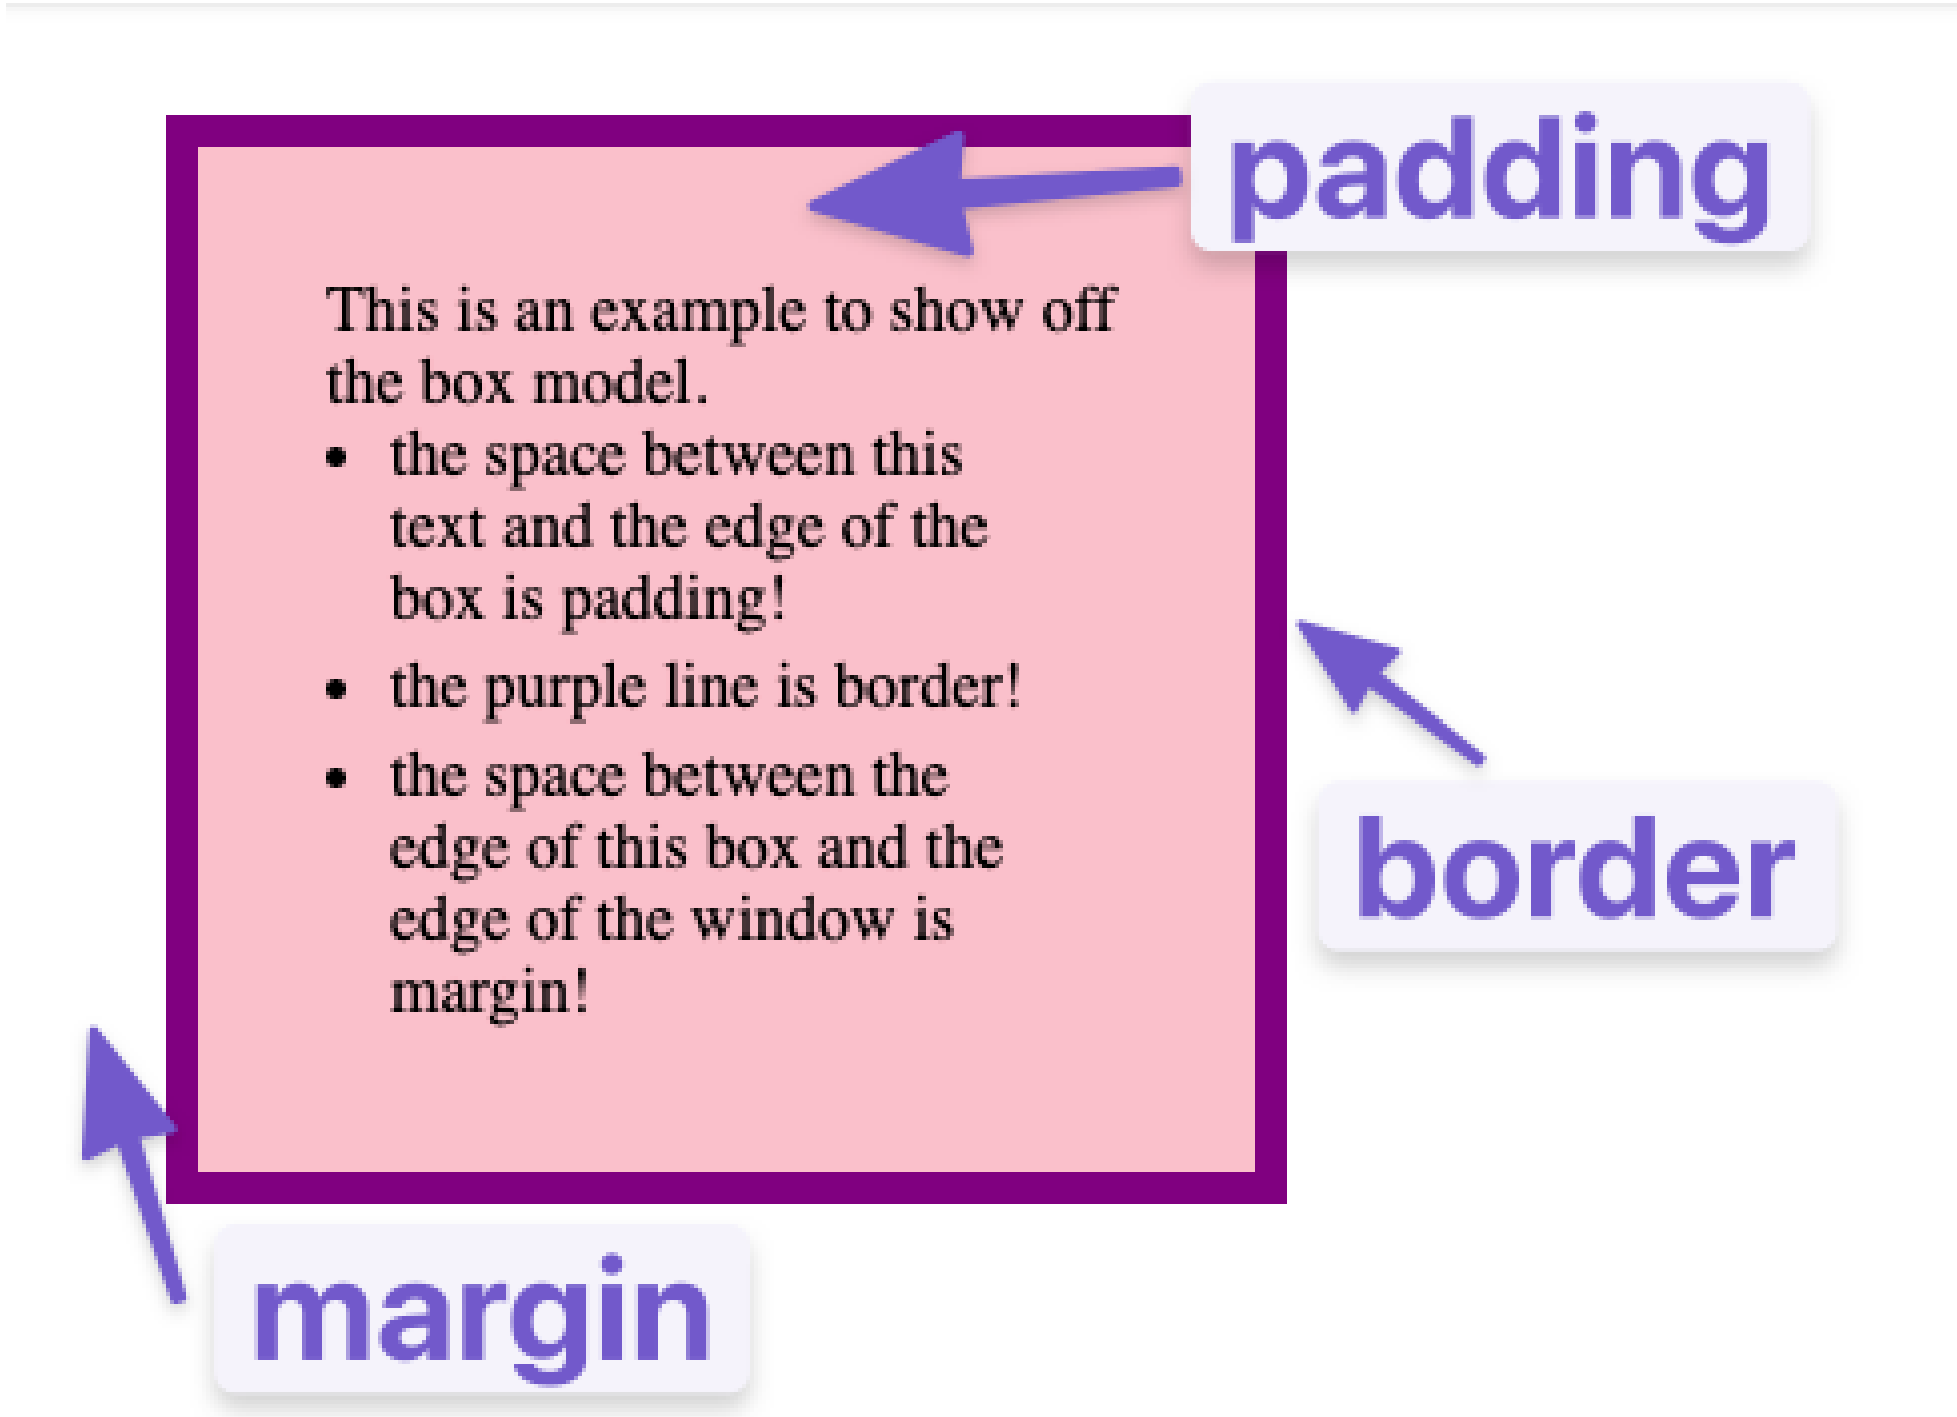 padding
This is an example to show off
the box model.
• the space between this
text and the edge of the
box is padding!
• the purple line is border!
• the space between the
edge of this box and the
edge of the window is
margin!
border
margin